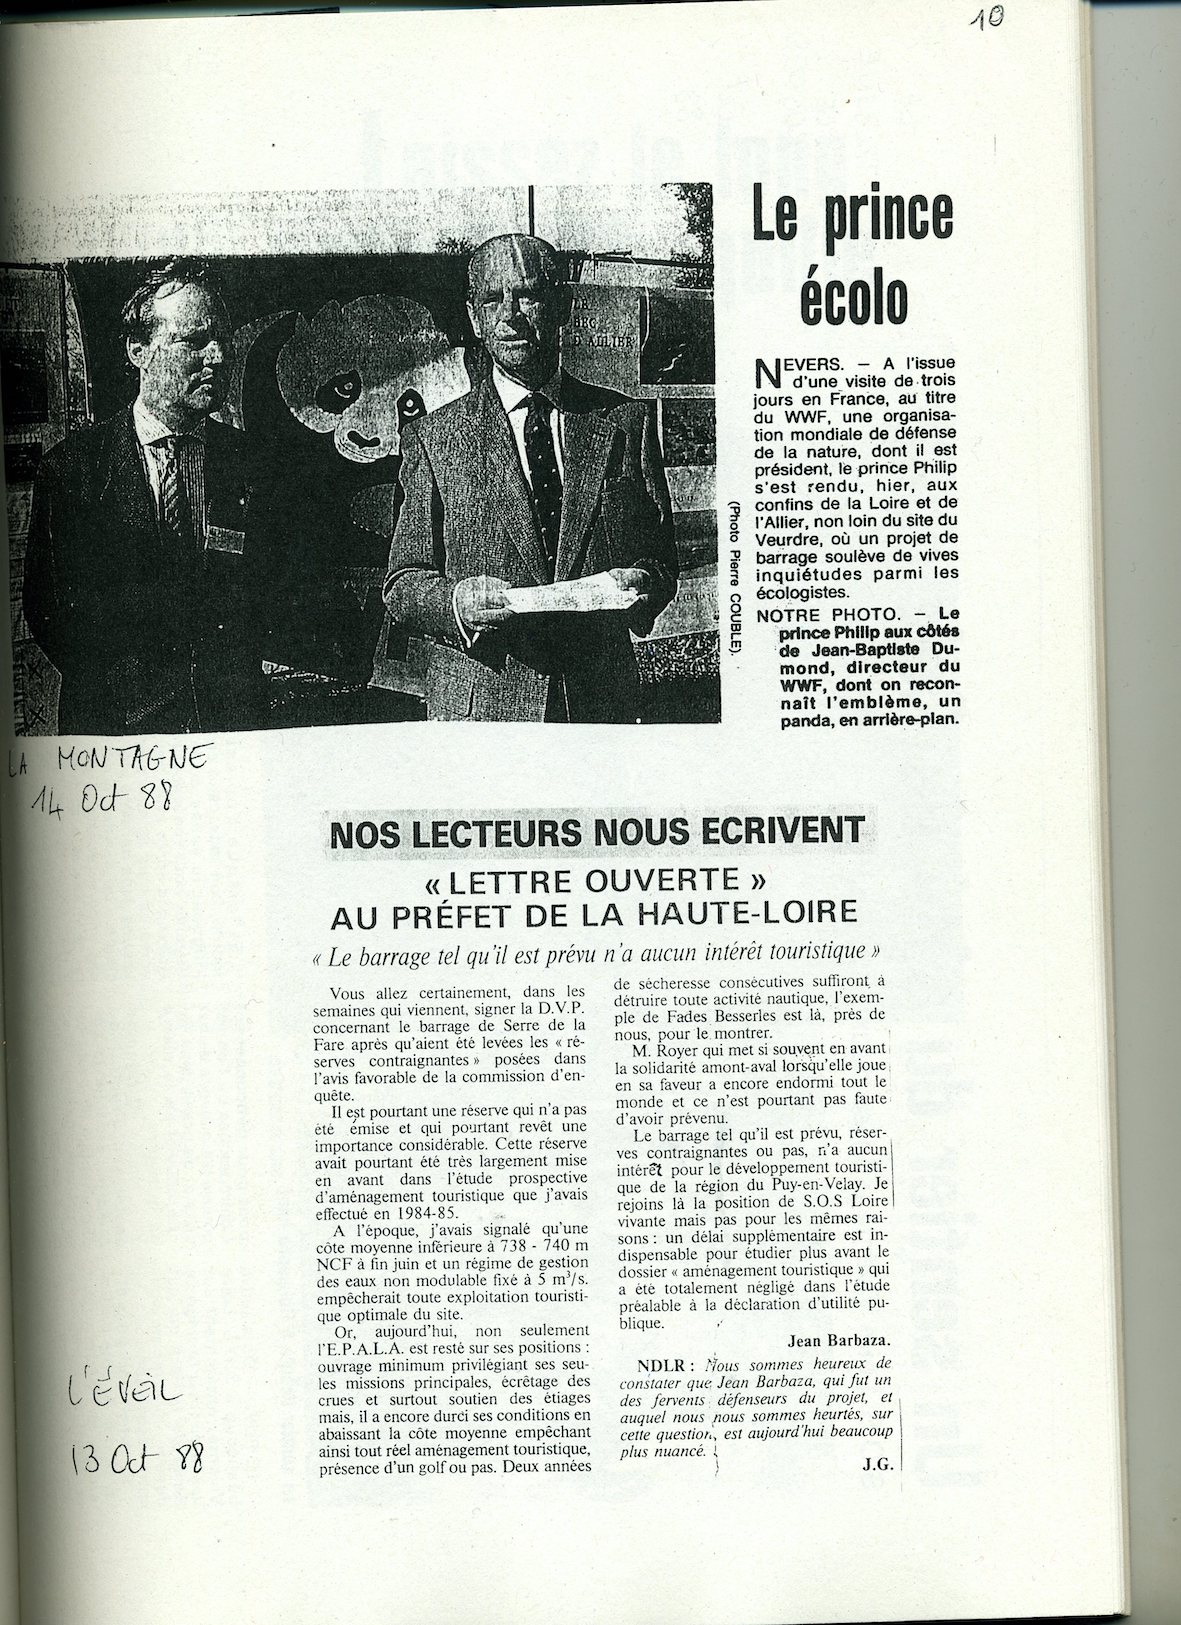 10
Le prince
écolo
NEVERS. — A l'issue
d'une visite de trois
jours en France, au titre
du WWF, une organisa-
tion mondiale de défense
de la nature, dont il est
président, le prince Philip
s'est rendu, hier, aux
confins de la Loire et de
l'Allier, non loin du site du
Veurdre, où un projet de
barrage soulève de vives
inquiétudes parmi les
écologistes.
NOTRE PHOTO. — Le
prince Philip aux côtés
de Jean-Baptiste Du-
mond, directeur du
WWF, dont on recon-
naît l'emblème, un
panda, en arrière-plan.
(Photo Pierre COUBLE).
BEC
D'ALLIER
LA MONTAGNE
14 Oct 88
NOS LECTEURS NOUS ECRIVENT
« LETTRE OUVERTE »
AU PRÉFET DE LA HAUTE-LOIRE
« Le barrage tel qu'il est prévu n'a aucun intérêt touristique »
Vous allez certainement, dans les
semaines qui viennent, signer la D.V.P.
concernant le barrage de Serre de la
Fare après qu'aient été levées les « ré-
serves contraignantes » posées dans
l'avis favorable de la commission d'en-
quête.
Il est pourtant une réserve qui n'a pas
été émise et qui pourtant revêt une
importance considérable. Cette réserve
avait pourtant été très largement mise
en avant dans l'étude prospective
d'aménagement touristique que j'avais
effectué en 1984-85.
A l'époque, j'avais signalé qu'une
côte moyenne inférieure à 738 - 740 m
NCF à fin juin et un régime de gestion
des eaux non modulable fixé à 5 m³/s.
empêcherait toute exploitation touristi-
que optimale du site.
Or, aujourd'hui, non seulement
l'E.P.A.L.A. est resté sur ses positions :
ouvrage minimum privilégiant ses seu-
les missions principales, écrêtage des
crues et surtout soutien des étiages
mais, il a encore durci ses conditions en
abaissant la côte moyenne empêchant
ainsi tout réel aménagement touristique,
présence d'un golf ou pas. Deux années
de sécheresse consécutives suffiront à
détruire toute activité nautique, l'exem-
ple de Fades Besserles est là, près de
nous, pour le montrer.
M. Royer qui met si souvent en avant
la solidarité amont-aval lorsqu'elle joue
en sa faveur a encore endormi tout le
monde et ce n'est pourtant pas faute
d'avoir prévenu.
Le barrage tel qu'il est prévu, réser-
ves contraignantes ou pas, n'a aucun
intérêt pour le développement touristi-
que de la région du Puy-en-Velay. Je
rejoins là la position de S.O.S Loire
vivante mais pas pour les mêmes rai-
sons : un délai supplémentaire est in-
dispensable pour étudier plus avant le
dossier « aménagement touristique » qui
a été totalement négligé dans l'étude
préalable à la déclaration d'utilité pu-
blique.
Jean Barbaza.
NDLR : Nous sommes heureux de
constater que Jean Barbaza, qui fut un
des fervents défenseurs du projet, et
auquel nous nous sommes heurtés, sur
cette question, est aujourd'hui beaucoup
plus nuancé.
J.G.
L'ÉVEIL
13 Oct 88